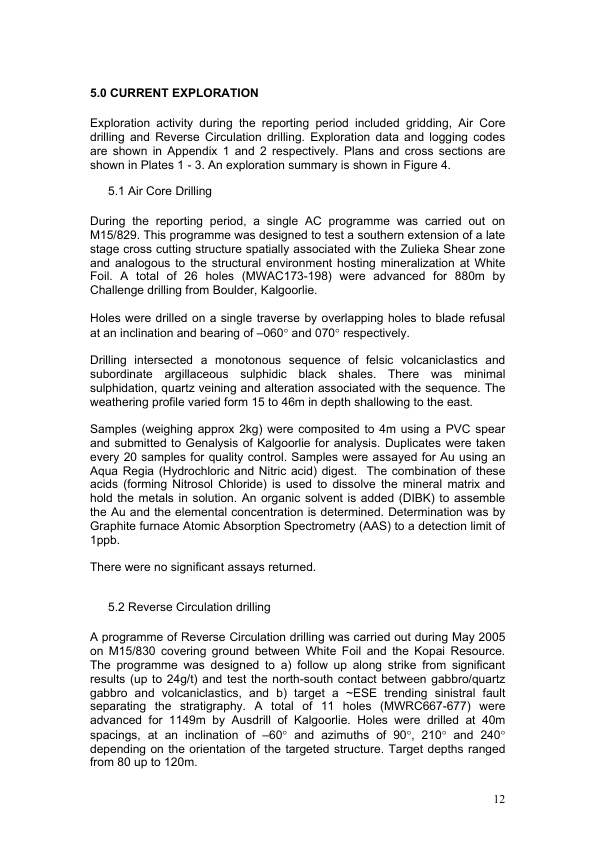 5.0 CURRENT EXPLORATION
Exploration activity during the reporting period included gridding, Air Core
drilling and Reverse Circulation drilling. Exploration data and logging codes
are shown in Appendix 1 and 2 respectively. Plans and cross sections are
shown in Plates 1 - 3. An exploration summary is shown in Figure 4.
5.1 Air Core Drilling
During the reporting period, a single AC programme was carried out on
M15/829. This programme was designed to test a southern extension of a late
stage cross cutting structure spatially associated with the Zulieka Shear zone
and analogous to the structural environment hosting mineralization at White
Foil. A total of 26 holes (MWAC173-198) were advanced for 880m by
Challenge drilling from Boulder, Kalgoorlie.
Holes were drilled on a single traverse by overlapping holes to blade refusal
at an inclination and bearing of –060° and 070° respectively.
Drilling intersected a monotonous sequence of felsic volcaniclastics and
subordinate argillaceous sulphidic black shales. There was minimal
sulphidation, quartz veining and alteration associated with the sequence. The
weathering profile varied form 15 to 46m in depth shallowing to the east.
Samples (weighing approx 2kg) were composited to 4m using a PVC spear
and submitted to Genalysis of Kalgoorlie for analysis. Duplicates were taken
every 20 samples for quality control. Samples were assayed for Au using an
Aqua Regia (Hydrochloric and Nitric acid) digest. The combination of these
acids (forming Nitrosol Chloride) is used to dissolve the mineral matrix and
hold the metals in solution. An organic solvent is added (DIBK) to assemble
the Au and the elemental concentration is determined. Determination was by
Graphite furnace Atomic Absorption Spectrometry (AAS) to a detection limit of
1ppb.
There were no significant assays returned.
5.2 Reverse Circulation drilling
A programme of Reverse Circulation drilling was carried out during May 2005
on M15/830 covering ground between White Foil and the Kopai Resource.
The programme was designed to a) follow up along strike from significant
results (up to 24g/t) and test the north-south contact between gabbro/quartz
gabbro and volcaniclastics, and b) target a ~ESE trending sinistral fault
separating the stratigraphy. A total of 11 holes (MWRC667-677) were
advanced for 1149m by Ausdrill of Kalgoorlie. Holes were drilled at 40m
spacings, at an inclination of –60° and azimuths of 90°, 210° and 240°
depending on the orientation of the targeted structure. Target depths ranged
from 80 up to 120m.
12